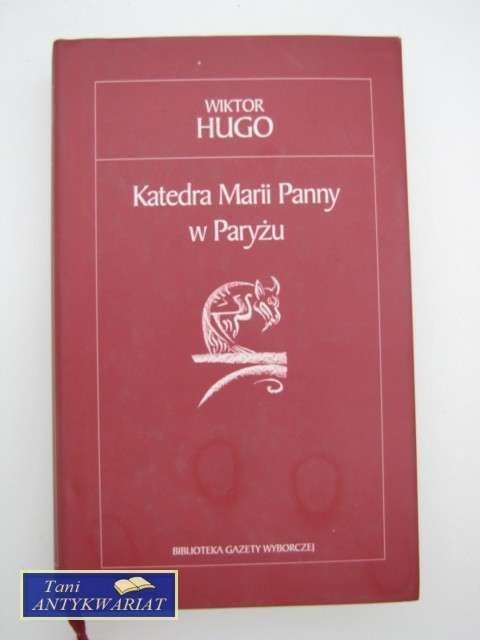 WIKTOR
HUGO
Katedra Marii Panny
w Paryżu
BIBLIOTEKA GAZETY WYBORCZEJ
Tani
ANTYKWARIAT